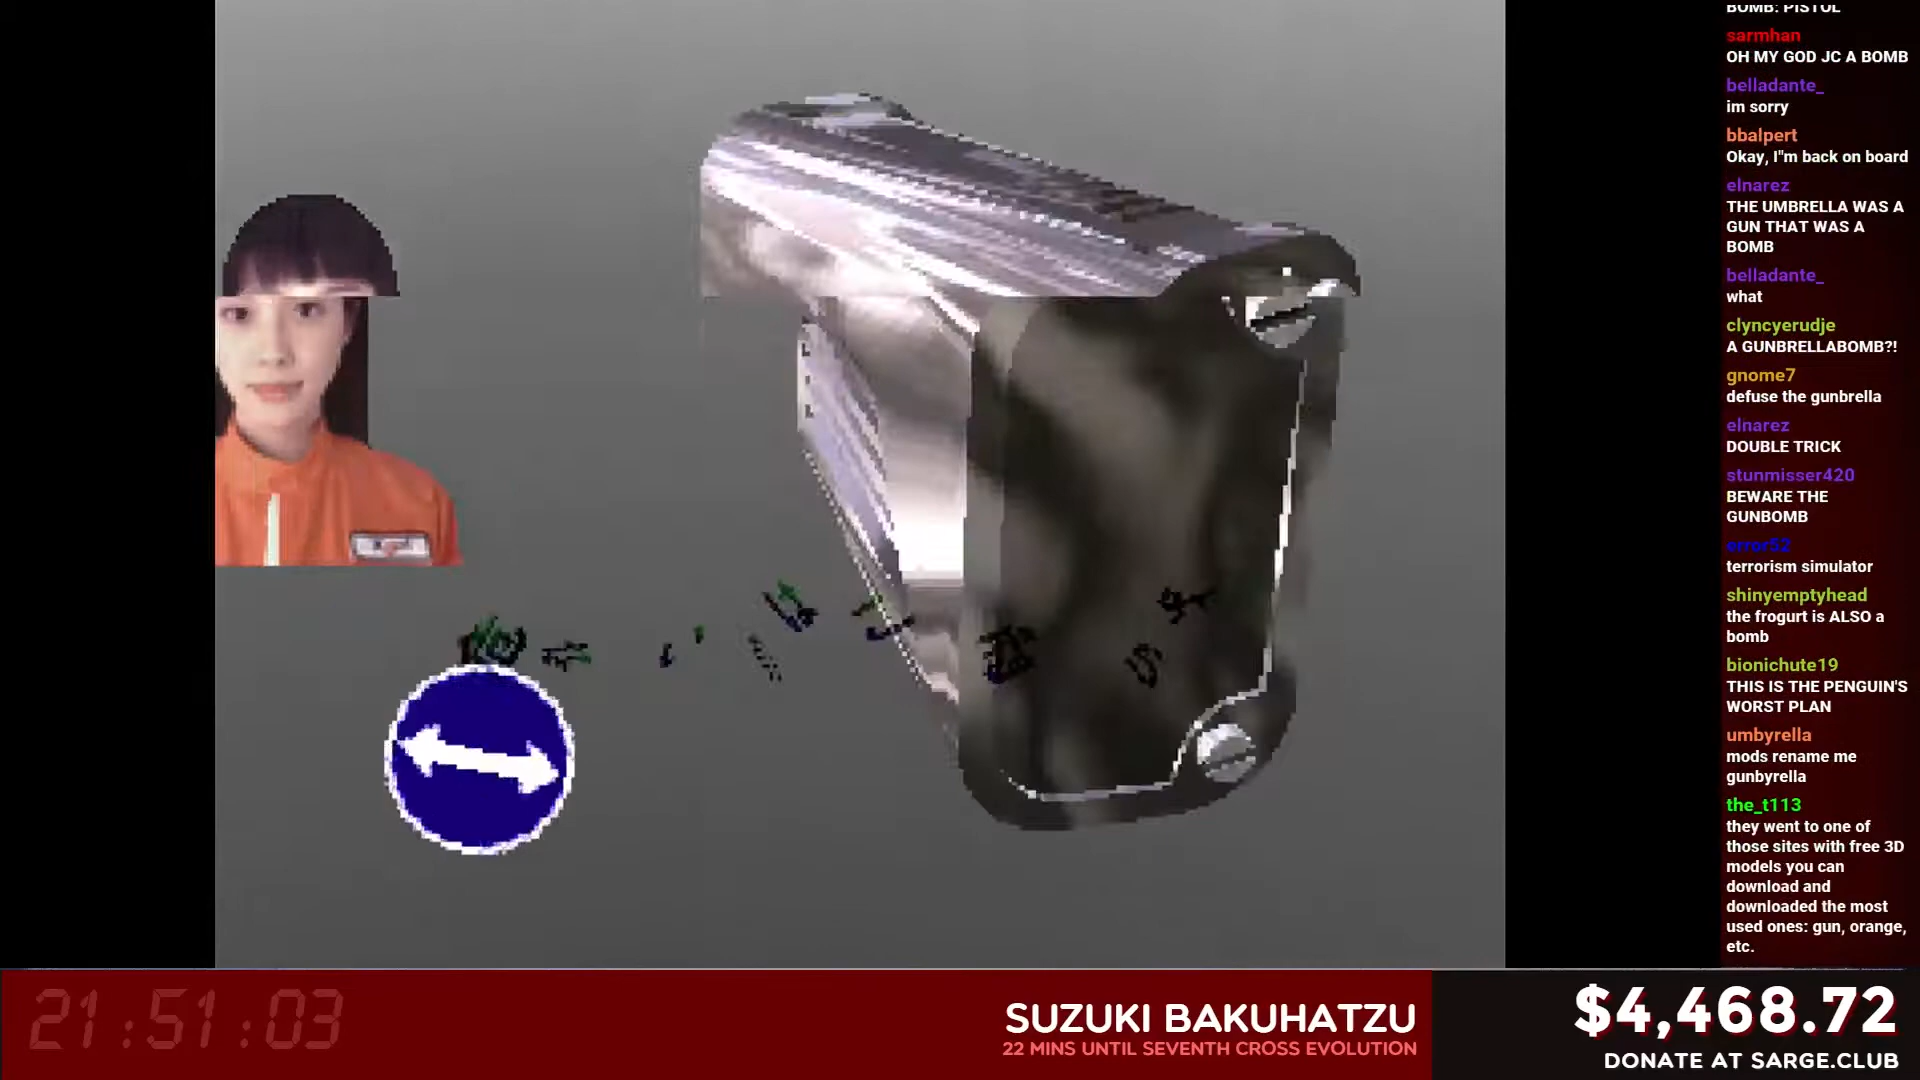 BOMB: PISTOL
sarmhan
OH MY GOD JC A BOMB
belladante_
im sorry
bbalpert
Okay, I"m back on board
elnarez
THE UMBRELLA WAS A
GUN THAT WAS A
BOMB
belladante_
what
clyncyerudje
A GUNBRELLABOMB?!
gnome7
defuse the gunbrella
elnarez
DOUBLE TRICK
stunmisser420
BEWARE THE
GUNBOMB
error52
terrorism simulator
shinyemptyhead
the frogurt is ALSO a
bomb
bionichute19
THIS IS THE PENGUIN'S
WORST PLAN
umbyrella
mods rename me
gunbyrella
the_t113
they went to one of
those sites with free 3D
models you can
download and
downloaded the most
used ones: gun, orange,
etc.
21:51:03
SUZUKI BAKUHATZU
22 MINS UNTIL SEVENTH CROSS EVOLUTION
$4,468.72
DONATE AT SARGE.CLUB